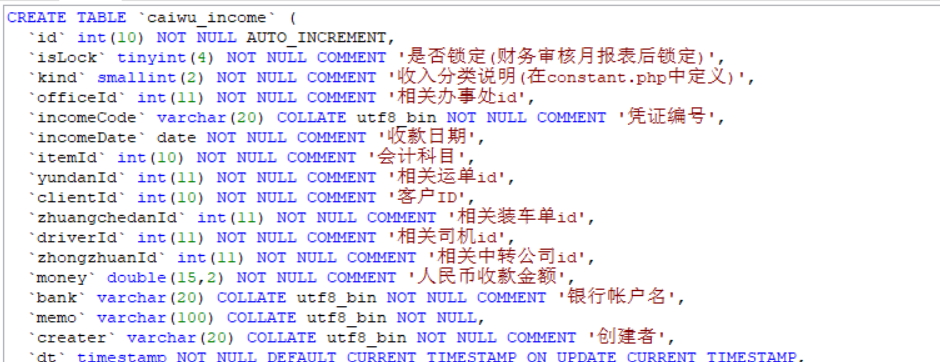 CREATE TABLE `caiwu_income` (
`id` int(10) NOT NULL AUTO_INCREMENT,
`isLock` tinyint(4) NOT NULL COMMENT '是否锁定(财务审核月报表后锁定)',
`kind` smallint(2) NOT NULL COMMENT '收入分类说明(在constant.php中定义)',
`officeId` int(11) NOT NULL COMMENT '相关办事处id',
`incomeCode` varchar(20) COLLATE utf8_bin NOT NULL COMMENT '凭证编号',
`incomeDate` date NOT NULL COMMENT '收款日期',
`itemId` int(10) NOT NULL COMMENT '会计科目',
`yundanId` int(11) NOT NULL COMMENT '相关运单id',
`clientId` int(10) NOT NULL COMMENT '客户ID',
`zhuangchedanId` int(11) NOT NULL COMMENT '相关装车单id',
`driverId` int(11) NOT NULL COMMENT '相关司机id',
`zhongzhuanId` int(11) NOT NULL COMMENT '相关中转公司id',
`money` double(15,2) NOT NULL COMMENT '人民币收款金额',
`bank` varchar(20) COLLATE utf8_bin NOT NULL COMMENT '银行帐户名',
`memo` varchar(100) COLLATE utf8_bin NOT NULL,
`creater` varchar(20) COLLATE utf8_bin NOT NULL COMMENT '创建者',
`dt` timestamp NOT NULL DEFAULT CURRENT_TIMESTAMP ON UPDATE CURRENT_TIMESTAMP,